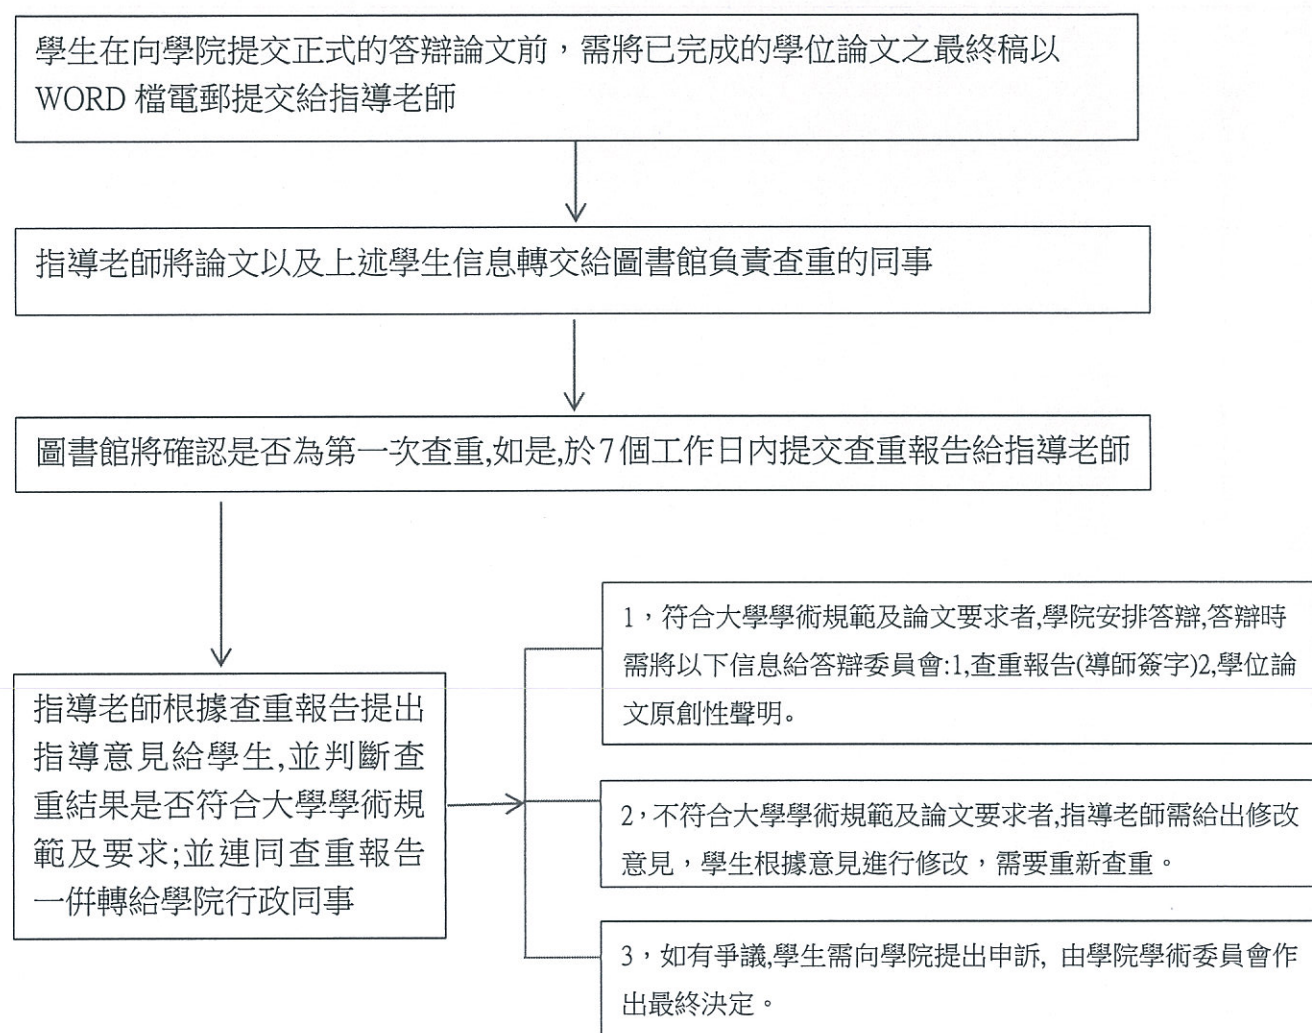 學生在向學院提交正式的答辯論文前，需將已完成的學位論文之最終稿以
WORD 檔電郵提交給指導老師
指導老師將論文以及上述學生信息轉交給圖書館負責查重的同事
圖書館將確認是否為第一次查重,如是,於7個工作日內提交查重報告給指導老師
指導老師根據查重報告提出
指導意見給學生,並判斷查
重結果是否符合大學學術規
範及要求;並連同查重報告
一併轉給學院行政同事
1，符合大學學術規範及論文要求者,學院安排答辯,答辯時
需將以下信息給答辯委員會:1,查重報告(導師簽字)2,學位論
文原創性聲明。
2，不符合大學學術規範及論文要求者,指導老師需給出修改
意見，學生根據意見進行修改，需要重新查重。
3，如有爭議,學生需向學院提出申訴, 由學院學術委員會作
出最終決定。